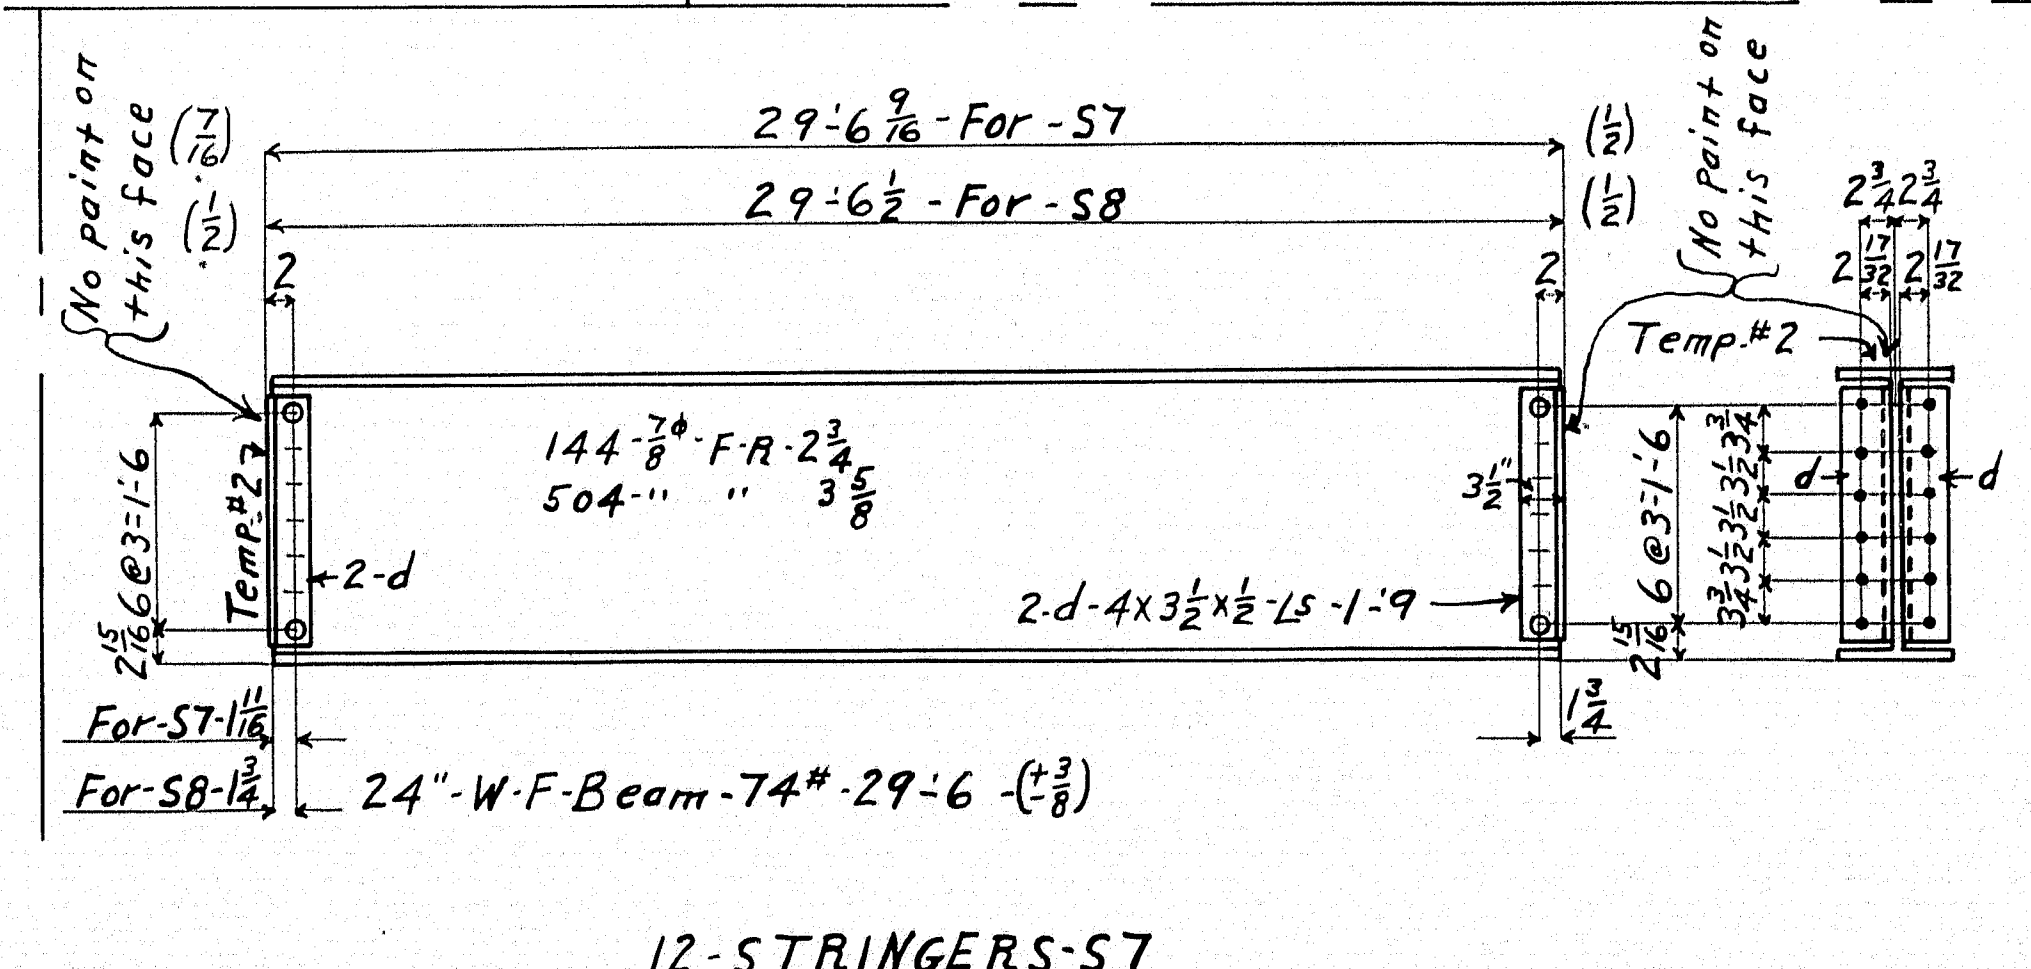 No paint on
this face
(7/16)
29'-6 9/16 - For - S7
(1/2)
No paint on
this face
(1/2)
29'-6 1/2 - For - S8
(1/2)
2 3/4 2 3/4
2
2
2 17/32 2 17/32
Temp. #2
6@3=1'-6
Temp. #2
144 - 7/8 φ - F-R - 2 3/4
504 - " " 3 5/8
3 1/2"
6@3=1'-6
3 3/4 3 1/2 3 1/2 3 1/2 3 3/4
d
d
2-d
2-d-4x3 1/2x1/2-Ls-1'-9
2 15/16
2 15/16
For-S7-1 11/16
1 3/4
For-S8-1 3/4
24"-W-F-Beam-74#-29'-6 -(+-3/8)
12-STRINGERS-S7